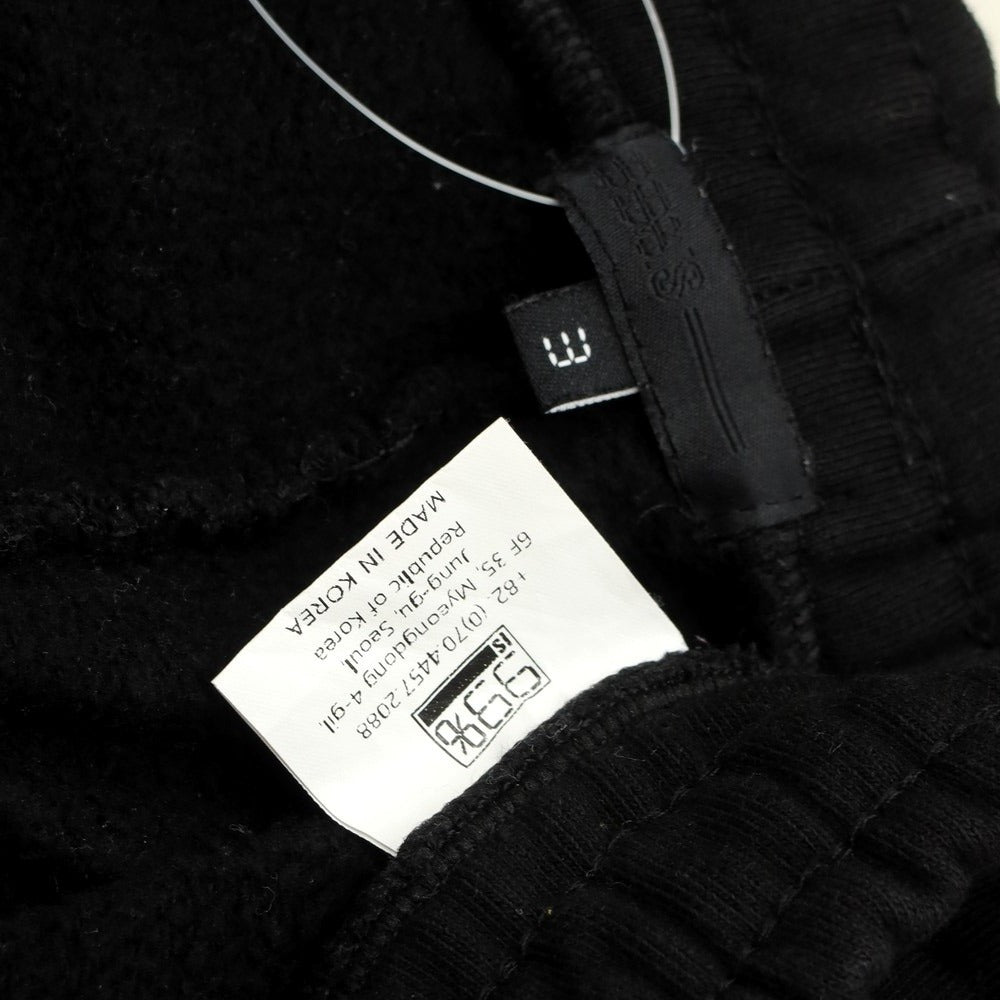 IS
+82. (0)70.4457.2088
6F 35, Myeongdong 4-gil,
Jung-gu, Seoul
Republic of Korea
MADE IN KOREA